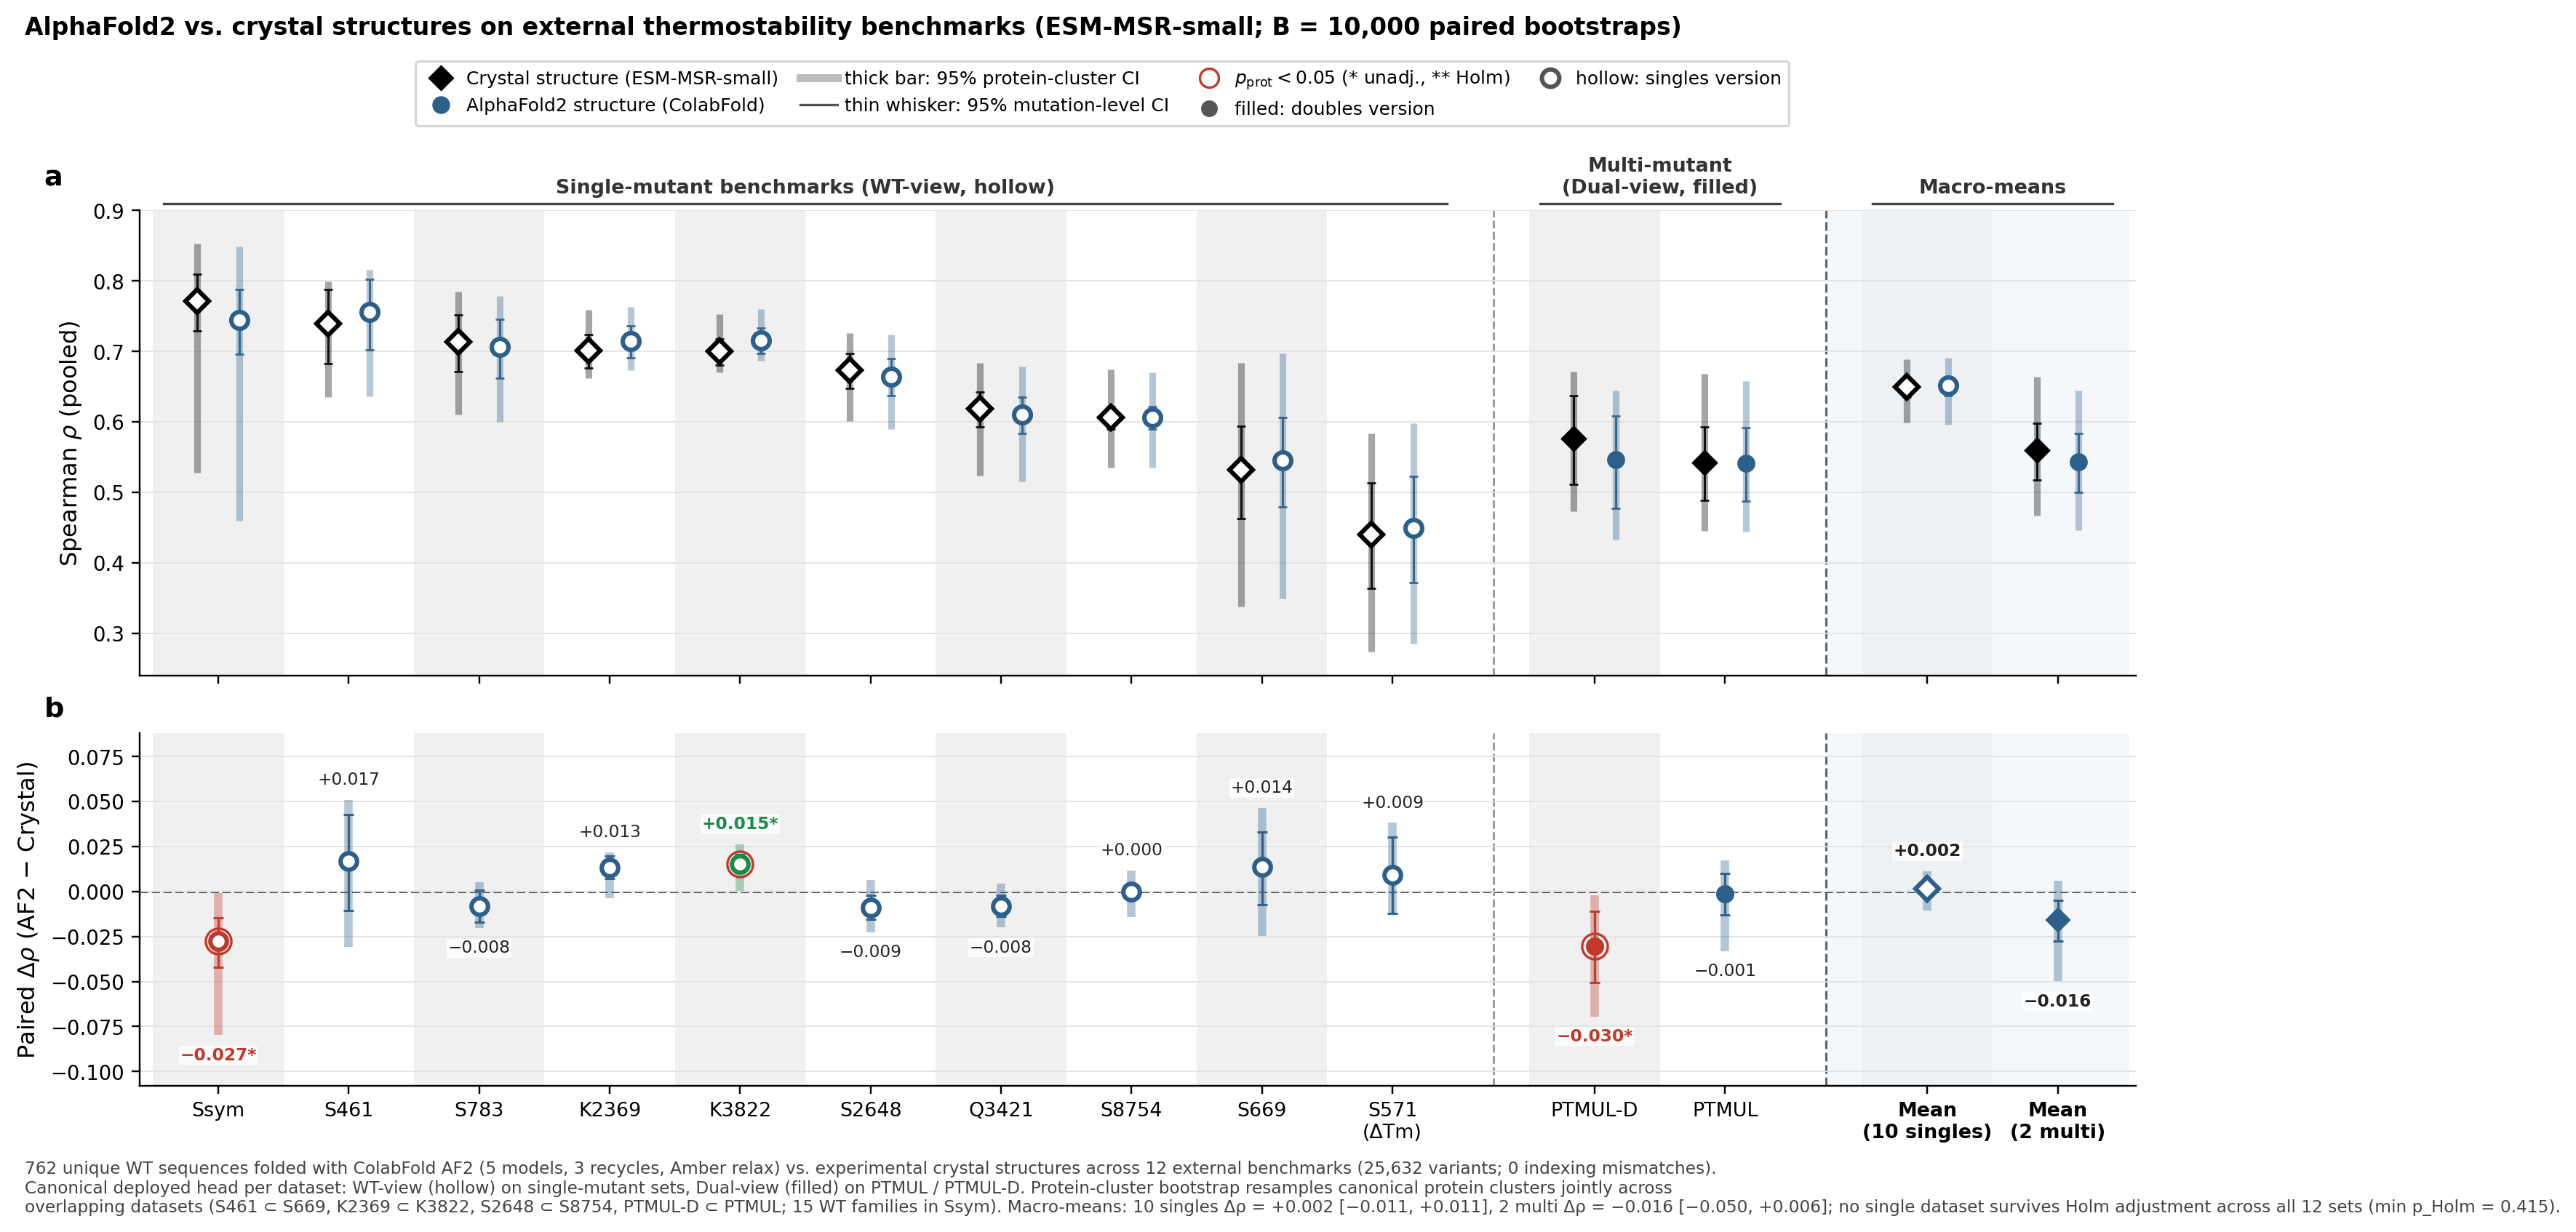 AlphaFold2 vs. crystal structures on external thermostability benchmarks (ESM-MSR-small; B = 10,000 paired bootstraps)
Crystal structure (ESM-MSR-small)
AlphaFold2 structure (ColabFold)
thick bar: 95% protein-cluster CI
thin whisker: 95% mutation-level CI
p_prot < 0.05 (* unadj., ** Holm)
filled: doubles version
hollow: singles version
a
Single-mutant benchmarks (WT-view, hollow)
Multi-mutant
(Dual-view, filled)
Macro-means
Spearman ρ (pooled)
0.9
0.8
0.7
0.6
0.5
0.4
0.3
b
Paired Δρ (AF2 − Crystal)
0.075
0.050
0.025
0.000
−0.025
−0.050
−0.075
−0.100
−0.027*
+0.017
−0.008
+0.013
+0.015*
−0.009
−0.008
+0.000
+0.014
+0.009
−0.030*
−0.001
+0.002
−0.016
Ssym
S461
S783
K2369
K3822
S2648
Q3421
S8754
S669
S571
(ΔTm)
PTMUL-D
PTMUL
Mean
(10 singles)
Mean
(2 multi)
762 unique WT sequences folded with ColabFold AF2 (5 models, 3 recycles, Amber relax) vs. experimental crystal structures across 12 external benchmarks (25,632 variants; 0 indexing mismatches).
Canonical deployed head per dataset: WT-view (hollow) on single-mutant sets, Dual-view (filled) on PTMUL / PTMUL-D. Protein-cluster bootstrap resamples canonical protein clusters jointly across
overlapping datasets (S461 ⊂ S669, K2369 ⊂ K3822, S2648 ⊂ S8754, PTMUL-D ⊂ PTMUL; 15 WT families in Ssym). Macro-means: 10 singles Δρ = +0.002 [−0.011, +0.011], 2 multi Δρ = −0.016 [−0.050, +0.006]; no single dataset survives Holm adjustment across all 12 sets (min p_Holm = 0.415).